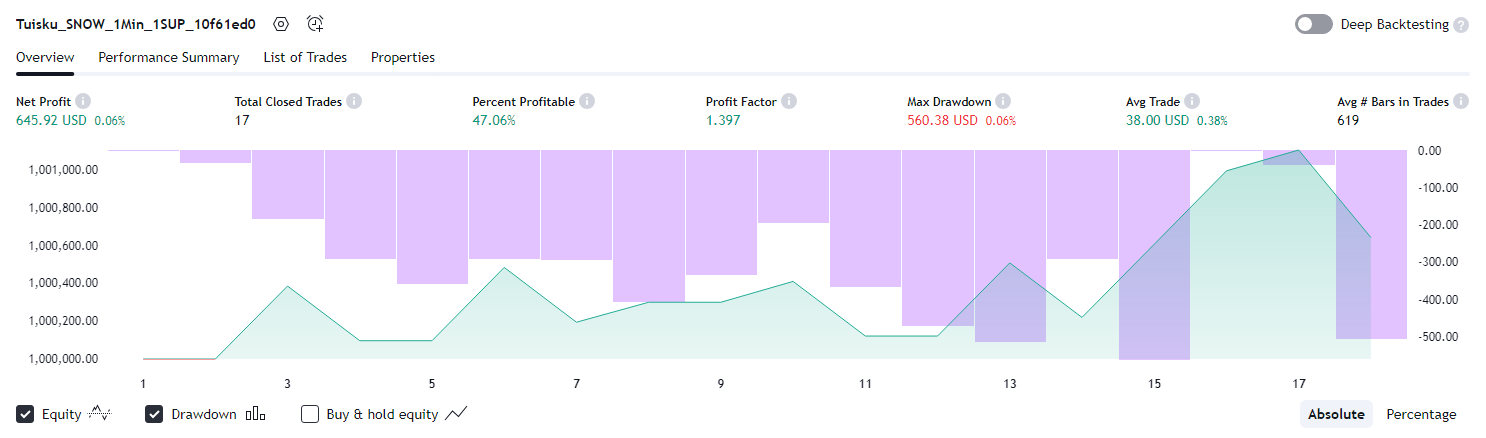 Tuisku_SNOW_1Min_1SUP_10f61ed0 Deep Backtesting ?
Overview Performance Summary List of Trades Properties
Net Profit i Total Closed Trades i Percent Profitable i Profit Factor i Max Drawdown i Avg Trade i Avg # Bars in Trades i
645.92 USD 0.06% 17 47.06% 1.397 560.38 USD 0.06% 38.00 USD 0.38% 619
0.00
1,001,000.00
-100.00
1,000,800.00
-200.00
1,000,600.00
-300.00
1,000,400.00
-400.00
1,000,200.00
-500.00
1,000,000.00
1 3 5 7 9 11 13 15 17
Equity Drawdown Buy & hold equity Absolute Percentage